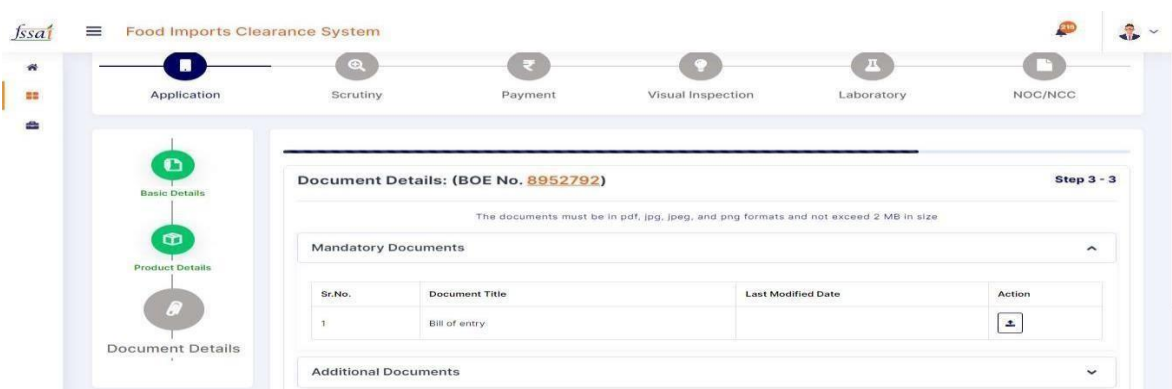 fssai
Food Imports Clearance System
216
Application
Scrutiny
Payment
Visual Inspection
Laboratory
NOC/NCC
Basic Details
Product Details
Document Details
Document Details: (BOE No. 8952792)
Step 3 - 3
The documents must be in pdf, jpg, jpeg, and png formats and not exceed 2 MB in size
Mandatory Documents
Sr.No. Document Title Last Modified Date Action
1 Bill of entry
Additional Documents